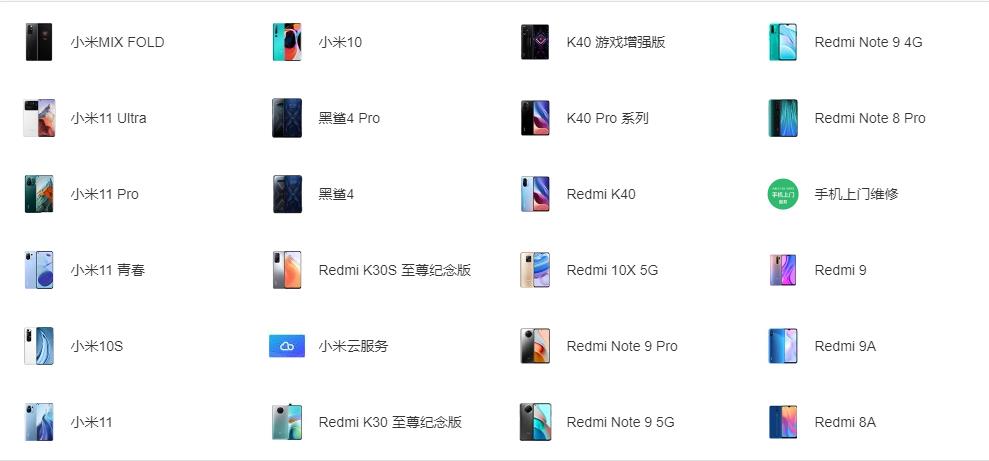 小米MIX FOLD
小米11 Ultra
小米11 Pro
小米11 青春
小米10S
小米11
小米10
黑鲨4 Pro
黑鲨4
Redmi K30S 至尊纪念版
小米云服务
Redmi K30 至尊纪念版
K40 游戏增强版
K40 Pro 系列
Redmi K40
Redmi 10X 5G
Redmi Note 9 Pro
Redmi Note 9 5G
Redmi Note 9 4G
Redmi Note 8 Pro
手机上门
手机上门维修
Redmi 9
Redmi 9A
Redmi 8A